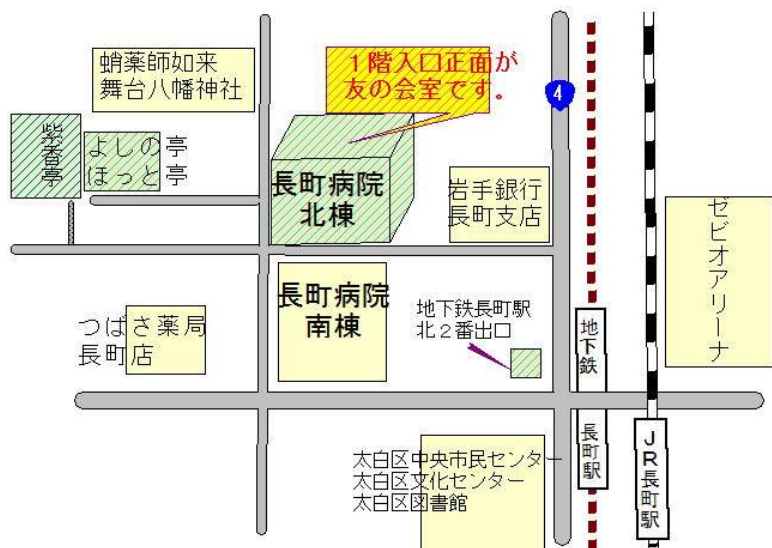 蛸薬師如来
舞台八幡神社
１階入口正面が
友の会室です。
4
紫香亭
よしの亭
ほっと亭
長町病院
北棟
岩手銀行
長町支店
ゼビオアリーナ
長町病院
南棟
地下鉄長町駅
北２番出口
つばさ薬局
長町店
地下鉄 長町駅
ＪＲ長町駅
太白区中央市民センター
太白区文化センター
太白区図書館